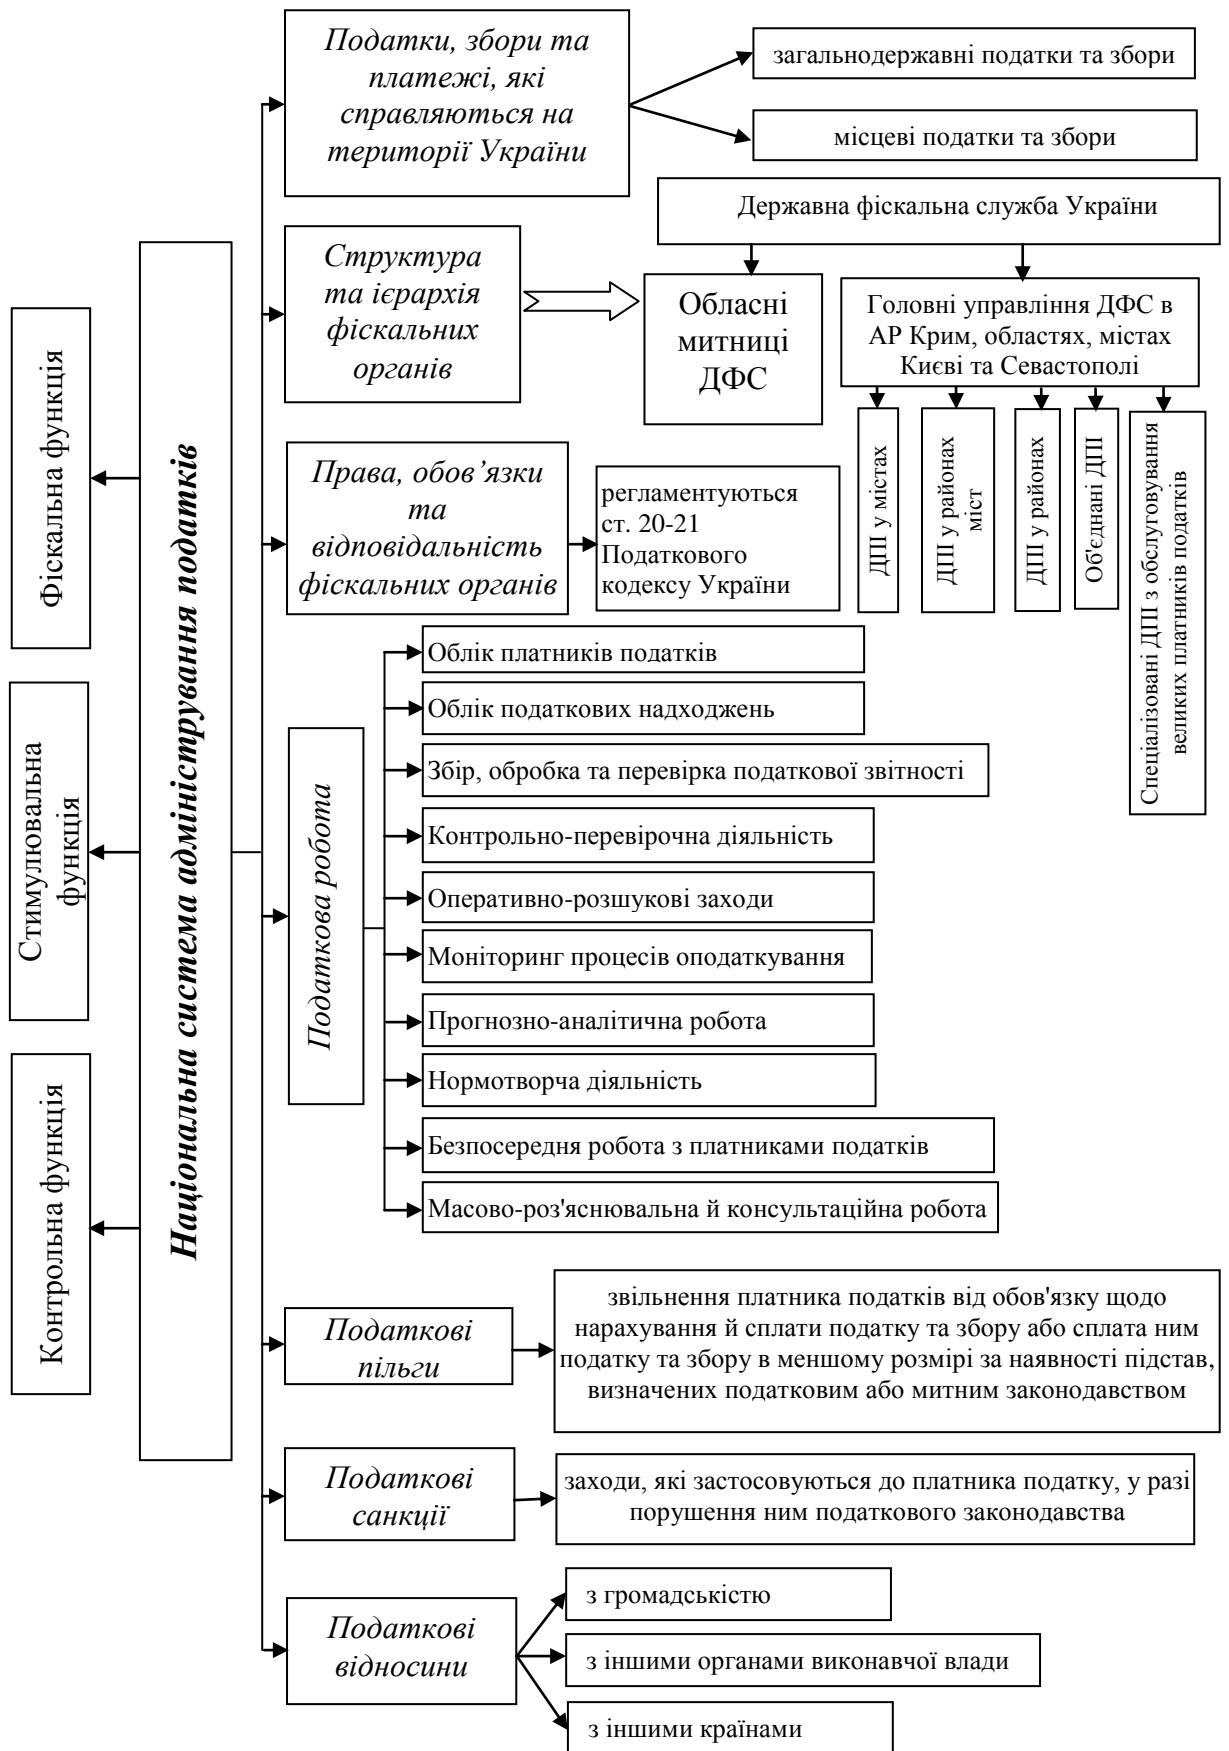 Фіскальна функція
Стимулювальна
функція
Контрольна функція
Національна система адміністрування податків
Податки, збори та
платежі, які
справляються на
території України
загальнодержавні податки та збори
місцеві податки та збори
Структура
та ієрархія
фіскальних
органів
Державна фіскальна служба України
Обласні
митниці
ДФС
Головні управління ДФС в
АР Крим, областях, містах
Києві та Севастополі
ДПІ у містах
ДПІ у районах
міст
ДПІ у районах
Об'єднані ДПІ
Спеціалізовані ДПІ з обслуговування
великих платників податків
Права, обов’язки
та
відповідальність
фіскальних органів
регламентуються
ст. 20-21
Податкового
кодексу України
Податкова робота
Облік платників податків
Облік податкових надходжень
Збір, обробка та перевірка податкової звітності
Контрольно-перевірочна діяльність
Оперативно-розшукові заходи
Моніторинг процесів оподаткування
Прогнозно-аналітична робота
Нормотворча діяльність
Безпосередня робота з платниками податків
Масово-роз'яснювальна й консультаційна робота
Податкові
пільги
звільнення платника податків від обов'язку щодо
нарахування й сплати податку та збору або сплата ним
податку та збору в меншому розмірі за наявності підстав,
визначених податковим або митним законодавством
Податкові
санкції
заходи, які застосовуються до платника податку, у разі
порушення ним податкового законодавства
Податкові
відносини
з громадськістю
з іншими органами виконавчої влади
з іншими країнами